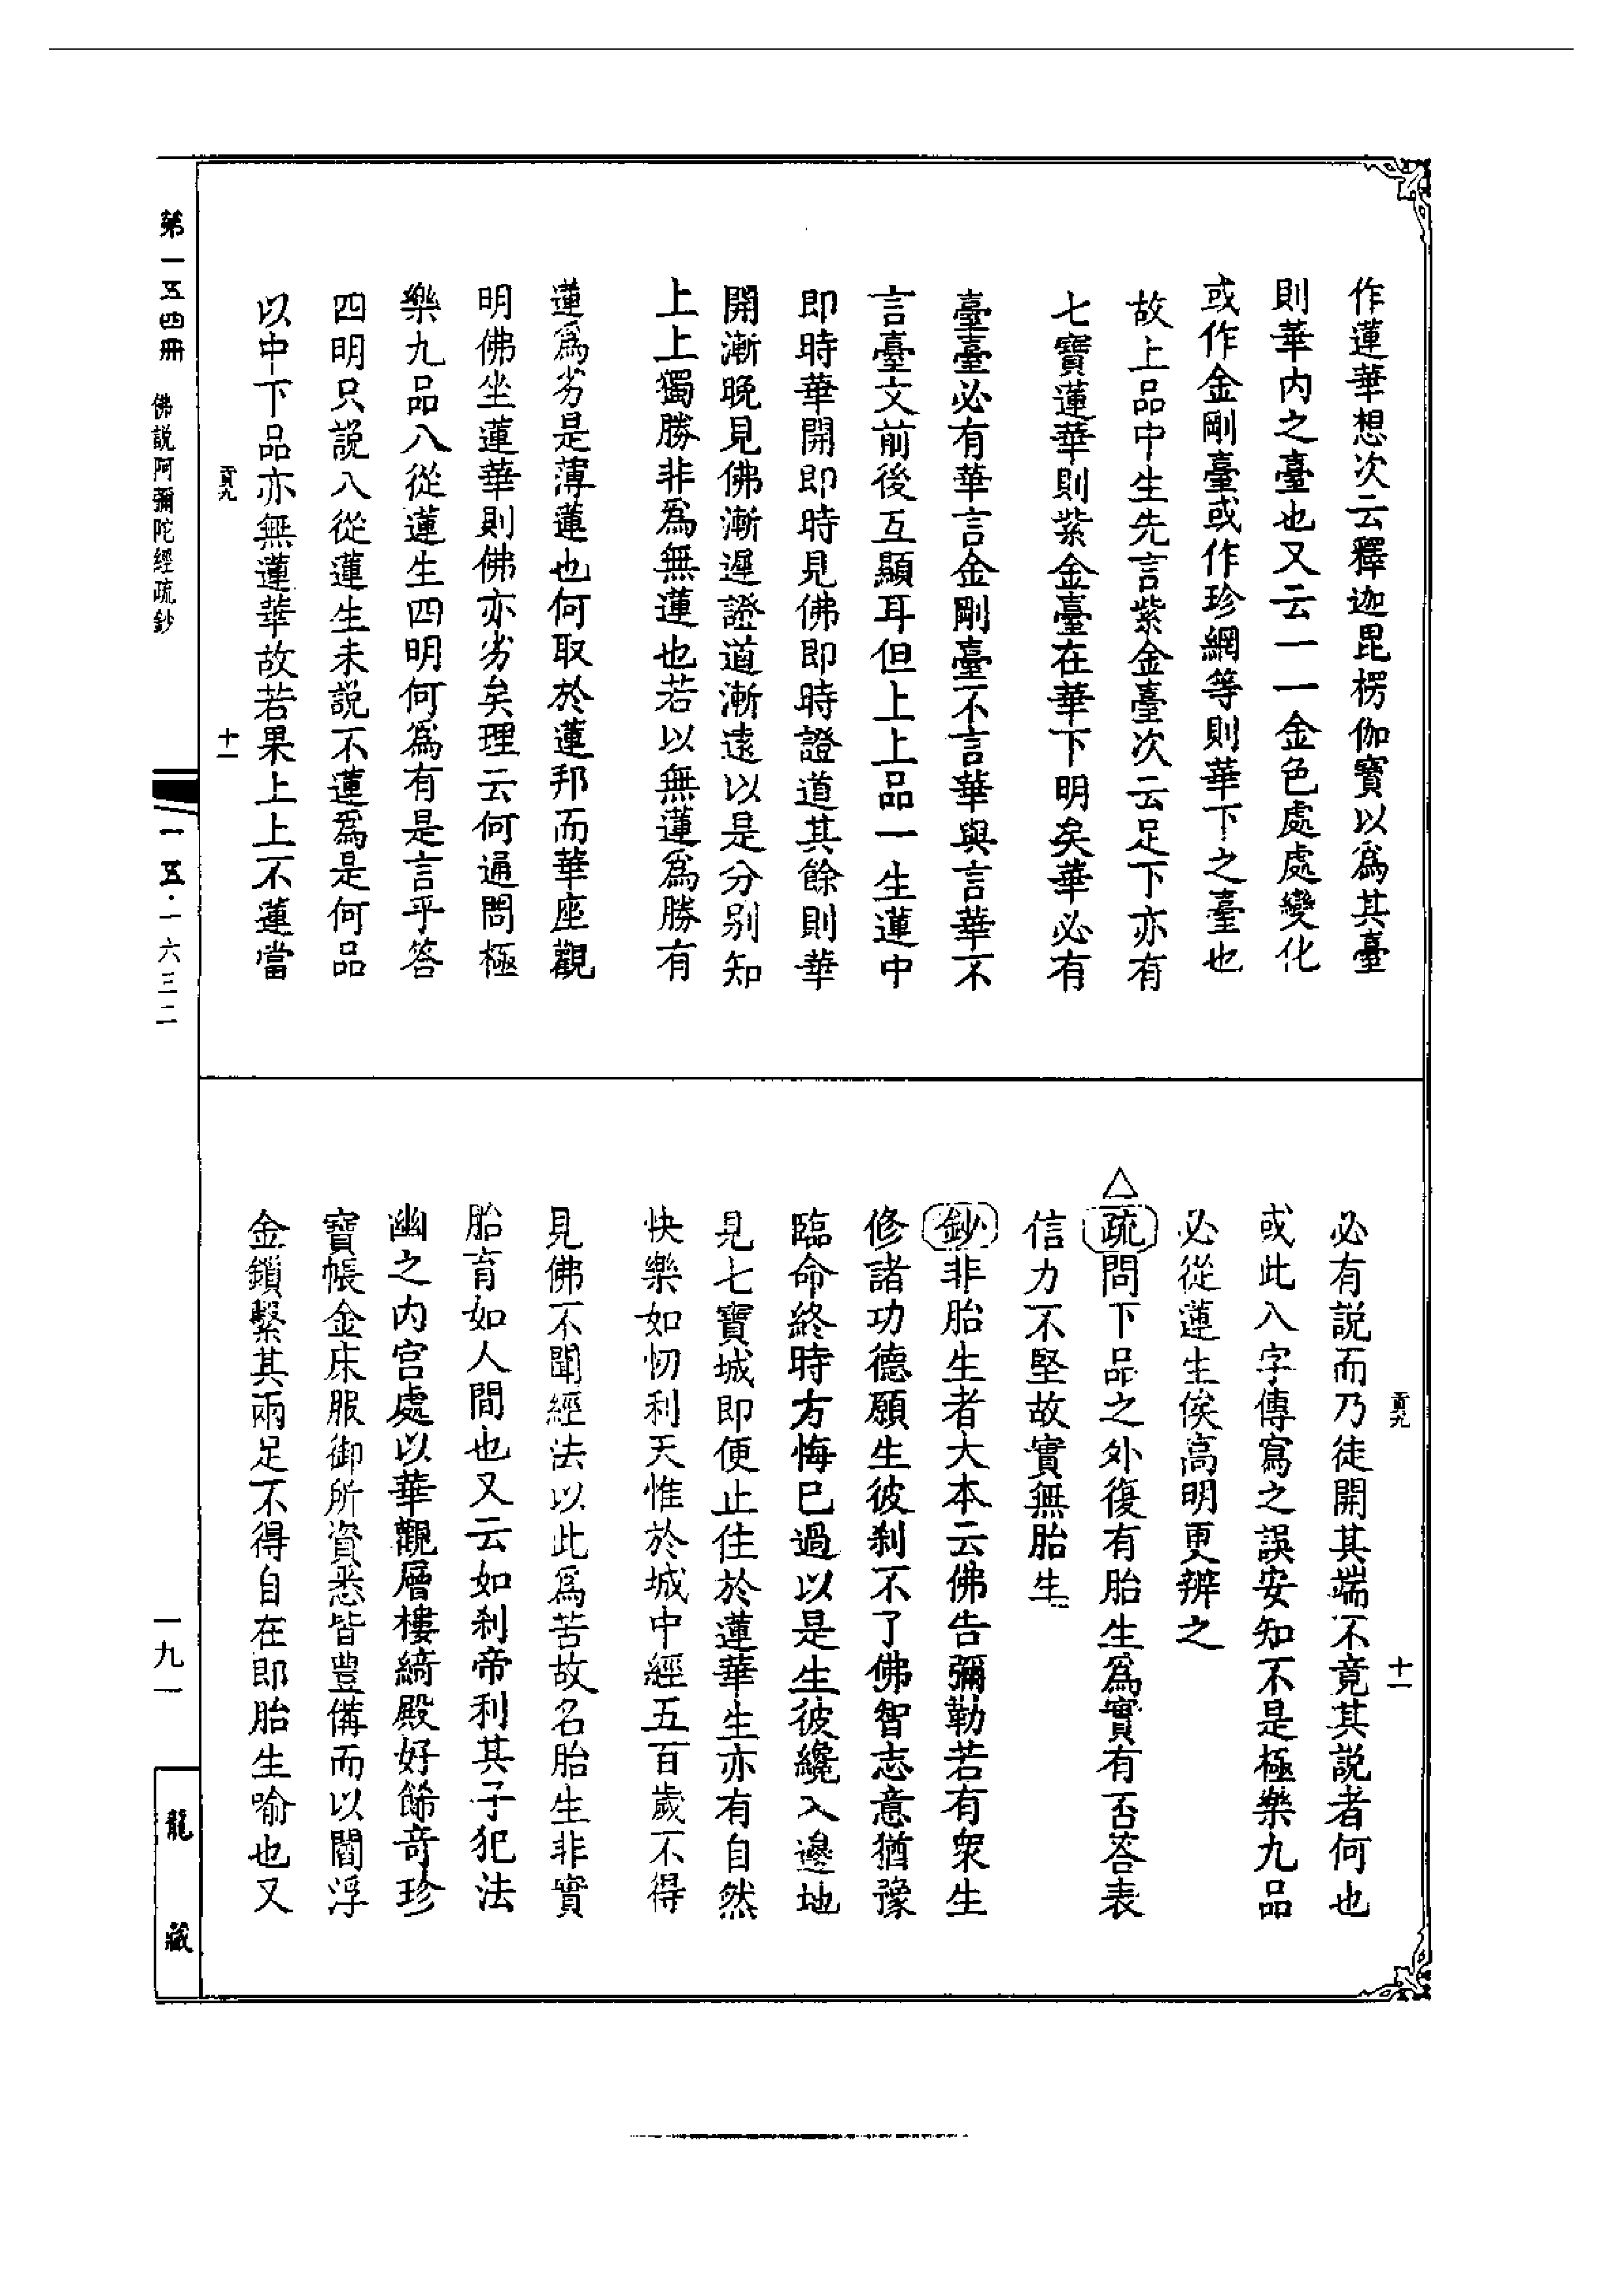 作蓮華想次云釋迦毘楞伽寶以爲其臺
則華内之臺也又云一一金色處處變化
或作金剛臺或作珍網等則華下之臺也
故上品中生先言紫金臺次云足下亦有
七寶蓮華則紫金臺在華下明矣華必有
臺臺必有華言金剛臺不言華與言華不
言臺文前後互顯耳但上上品一生蓮中
即時華開即時見佛即時證道其餘則華
開漸晚見佛漸遲證道漸遠以是分别知
上上獨勝非爲無蓮也若以無蓮爲勝有
蓮爲劣是薄蓮也何取於蓮邦而華座觀
明佛坐蓮華則佛亦劣矣理云何通問極
樂九品八從蓮生四明何爲有是言乎答
四明只說八從蓮生未説不蓮爲是何品
以中下品亦無蓮華故若果上上不蓮當
貢九
十一
必有説而乃徒開其端不竟其説者何也
或此八字傳寫之誤安知不是極樂九品
必從蓮生俟高明更辨之
△疏問下品之外復有胎生爲實有否答表
信力不堅故實無胎生
鈔非胎生者大本云佛告彌勒若有衆生
修諸功德願生彼刹不了佛智志意猶豫
臨命終時方悔已過以是生彼纔入邊地
見七寶城即便止住於蓮華生亦有自然
快樂如忉利天惟於城中經五百歲不得
見佛不聞經法以此爲苦故名胎生非實
胎育如人間也又云如刹帝利其子犯法
幽之内宫處以華觀層樓綺殿好餙竒珍
寶帳金床服御所資悉皆豐備而以閻浮
金鎖繫其兩足不得自在即胎生喻也又
貢九
十一
第一五四冊
佛説阿彌陀經疏鈔
一五·一六三二
一九一
龍藏